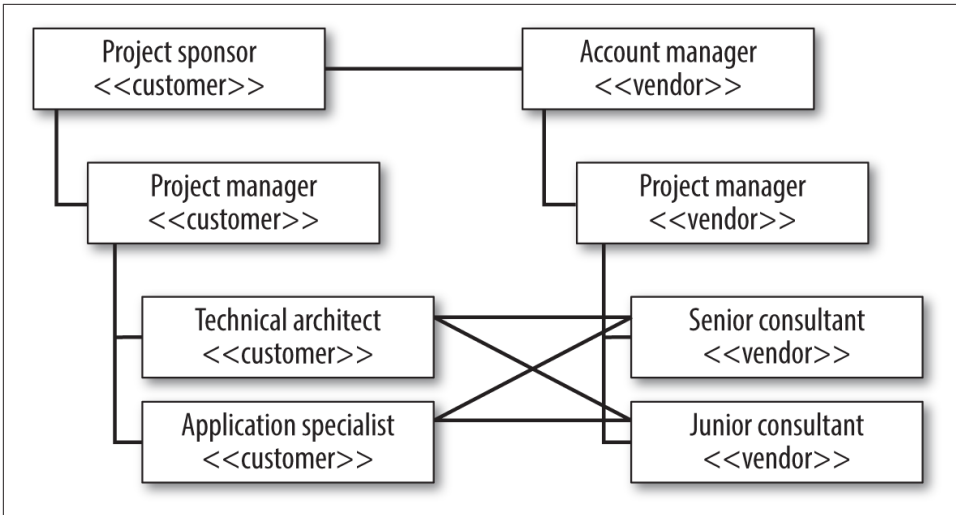 Project sponsor
<<customer>>
Account manager
<<vendor>>
Project manager
<<customer>>
Project manager
<<vendor>>
Technical architect
<<customer>>
Senior consultant
<<vendor>>
Application specialist
<<customer>>
Junior consultant
<<vendor>>